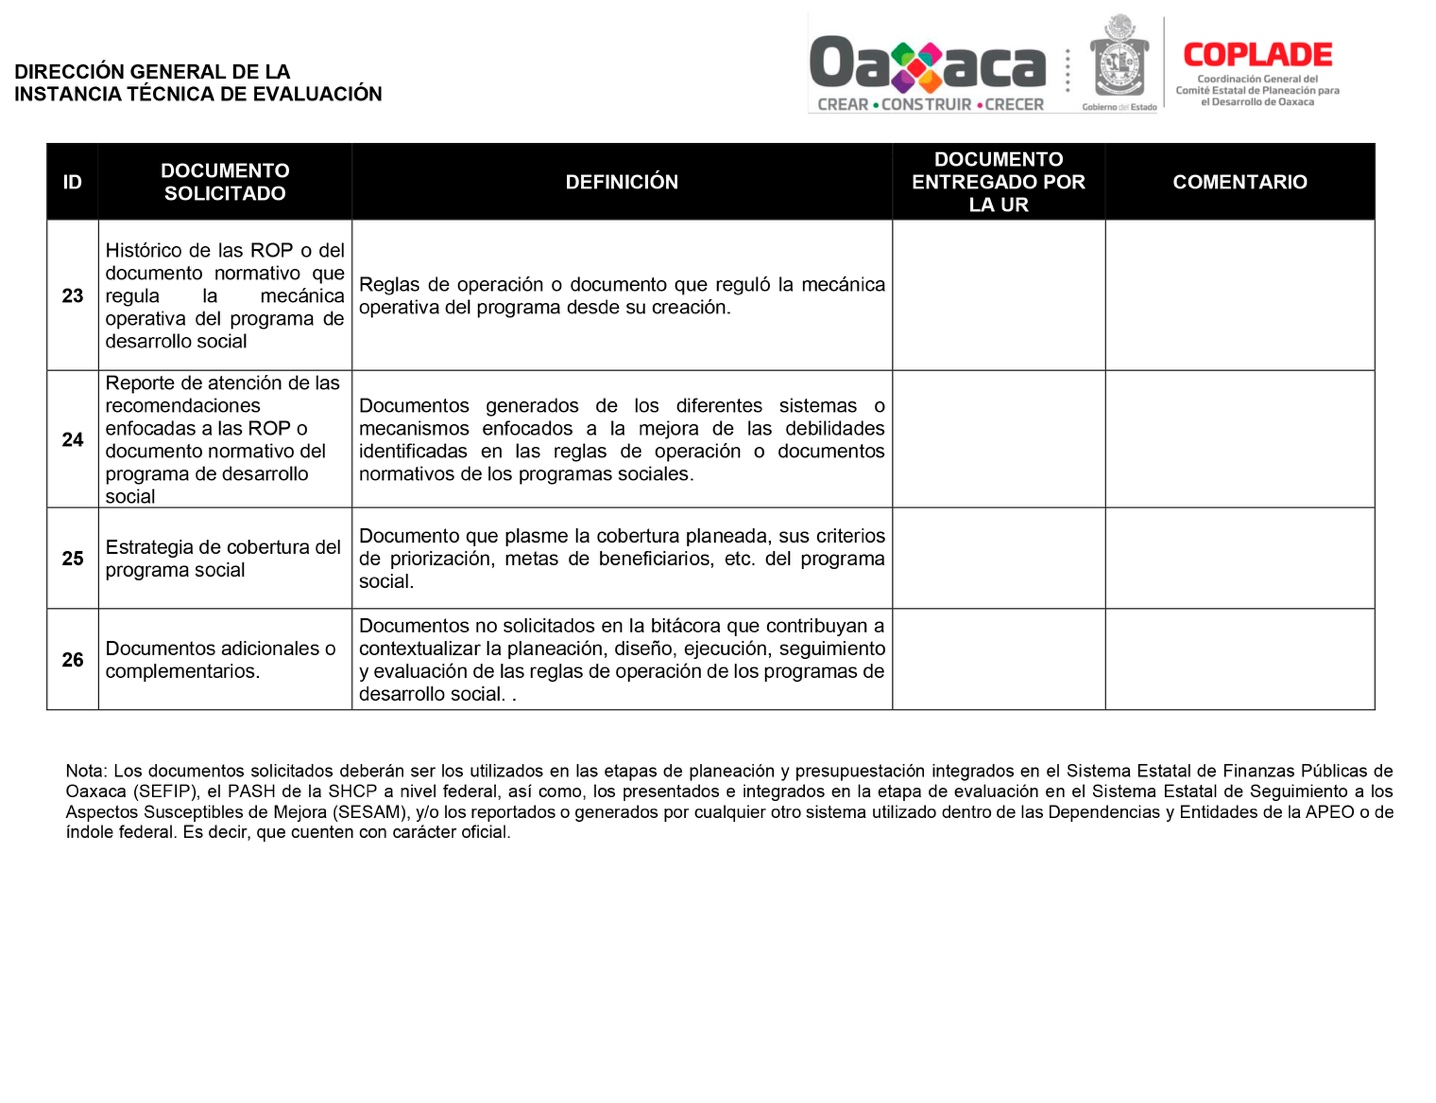 DIRECCIÓN GENERAL DE LA
INSTANCIA TÉCNICA DE EVALUACIÓN
Oaxaca
CREAR • CONSTRUIR • CRECER
Gobierno del Estado
COPLADE
Coordinación General del
Comité Estatal de Planeación para
el Desarrollo de Oaxaca
ID
DOCUMENTO
SOLICITADO
DEFINICIÓN
DOCUMENTO
ENTREGADO POR
LA UR
COMENTARIO
23
Histórico de las ROP o del
documento normativo que
regula la mecánica
operativa del programa de
desarrollo social
Reglas de operación o documento que reguló la mecánica
operativa del programa desde su creación.
24
Reporte de atención de las
recomendaciones
enfocadas a las ROP o
documento normativo del
programa de desarrollo
social
Documentos generados de los diferentes sistemas o
mecanismos enfocados a la mejora de las debilidades
identificadas en las reglas de operación o documentos
normativos de los programas sociales.
25
Estrategia de cobertura del
programa social
Documento que plasme la cobertura planeada, sus criterios
de priorización, metas de beneficiarios, etc. del programa
social.
26
Documentos adicionales o
complementarios.
Documentos no solicitados en la bitácora que contribuyan a
contextualizar la planeación, diseño, ejecución, seguimiento
y evaluación de las reglas de operación de los programas de
desarrollo social. .
Nota: Los documentos solicitados deberán ser los utilizados en las etapas de planeación y presupuestación integrados en el Sistema Estatal de Finanzas Públicas de
Oaxaca (SEFIP), el PASH de la SHCP a nivel federal, así como, los presentados e integrados en la etapa de evaluación en el Sistema Estatal de Seguimiento a los
Aspectos Susceptibles de Mejora (SESAM), y/o los reportados o generados por cualquier otro sistema utilizado dentro de las Dependencias y Entidades de la APEO o de
índole federal. Es decir, que cuenten con carácter oficial.